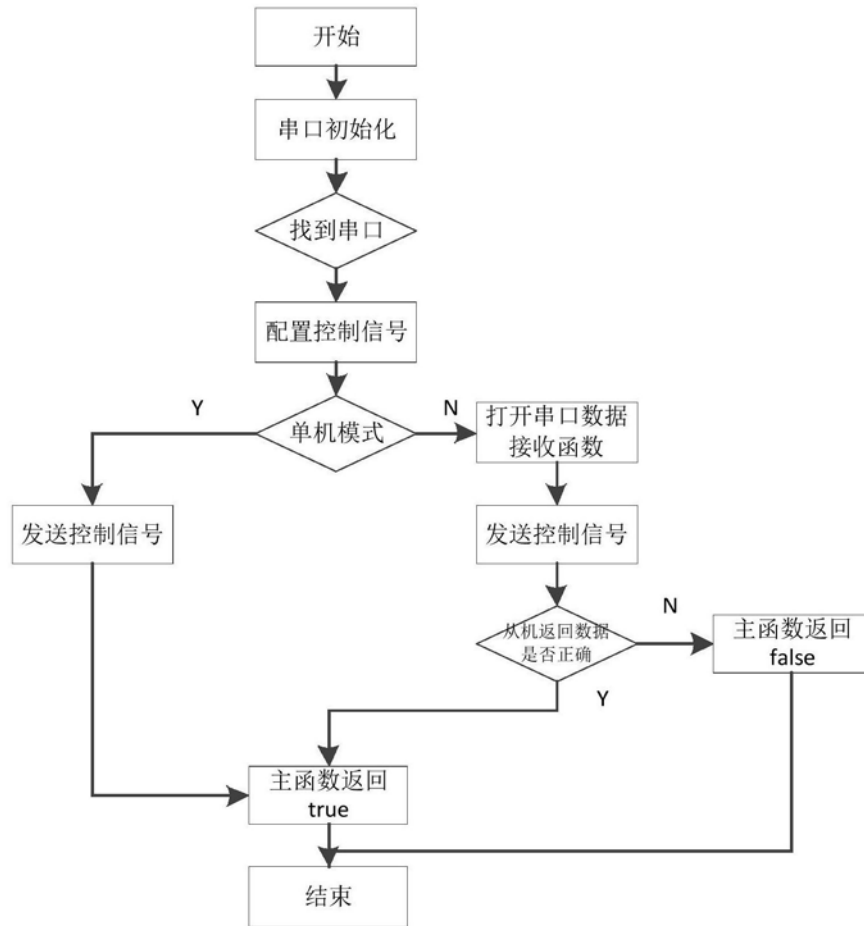 开始
串口初始化
找到串口
配置控制信号
Y
N
单机模式
打开串口数据
接收函数
发送控制信号
发送控制信号
从机返回数据
是否正确
N
主函数返回
false
Y
主函数返回
true
结束